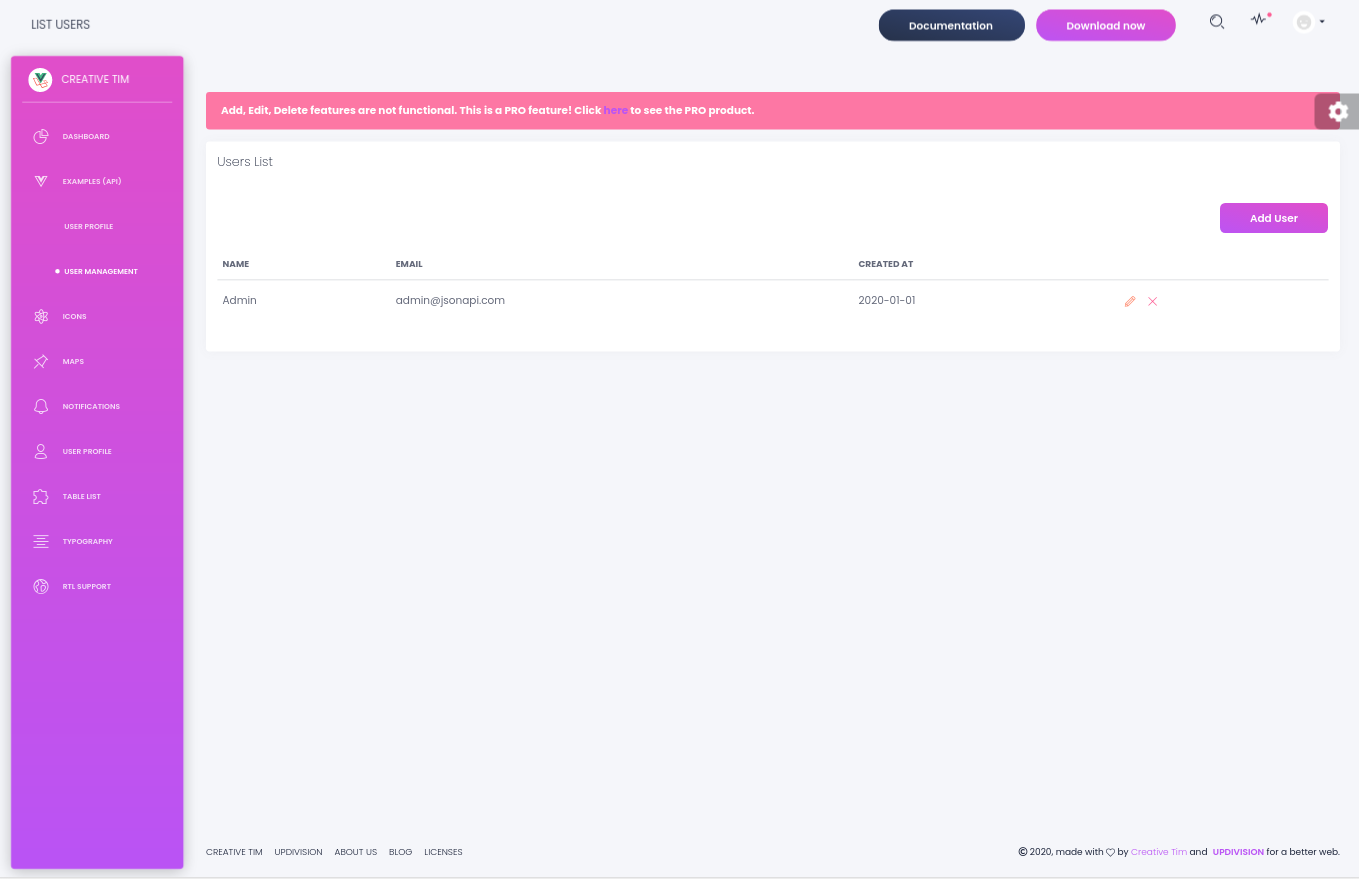 LIST USERS
Documentation
Download now
CREATIVE TIM
DASHBOARD
EXAMPLES (API)
USER PROFILE
USER MANAGEMENT
ICONS
MAPS
NOTIFICATIONS
USER PROFILE
TABLE LIST
TYPOGRAPHY
RTL SUPPORT
Add, Edit, Delete features are not functional. This is a PRO feature! Click here to see the PRO product.
Users List
Add User
NAME EMAIL CREATED AT
Admin admin@jsonapi.com 2020-01-01
CREATIVE TIM UPDIVISION ABOUT US BLOG LICENSES
© 2020, made with ♡ by Creative Tim and UPDIVISION for a better web.